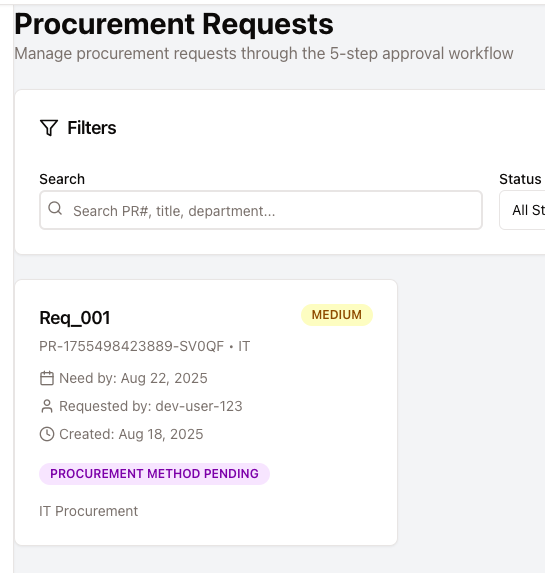 Procurement Requests
Manage procurement requests through the 5-step approval workflow
Filters
Search
Status
Search PR#, title, department...
All St
Req_001
MEDIUM
PR-1755498423889-SV0QF • IT
Need by: Aug 22, 2025
Requested by: dev-user-123
Created: Aug 18, 2025
PROCUREMENT METHOD PENDING
IT Procurement